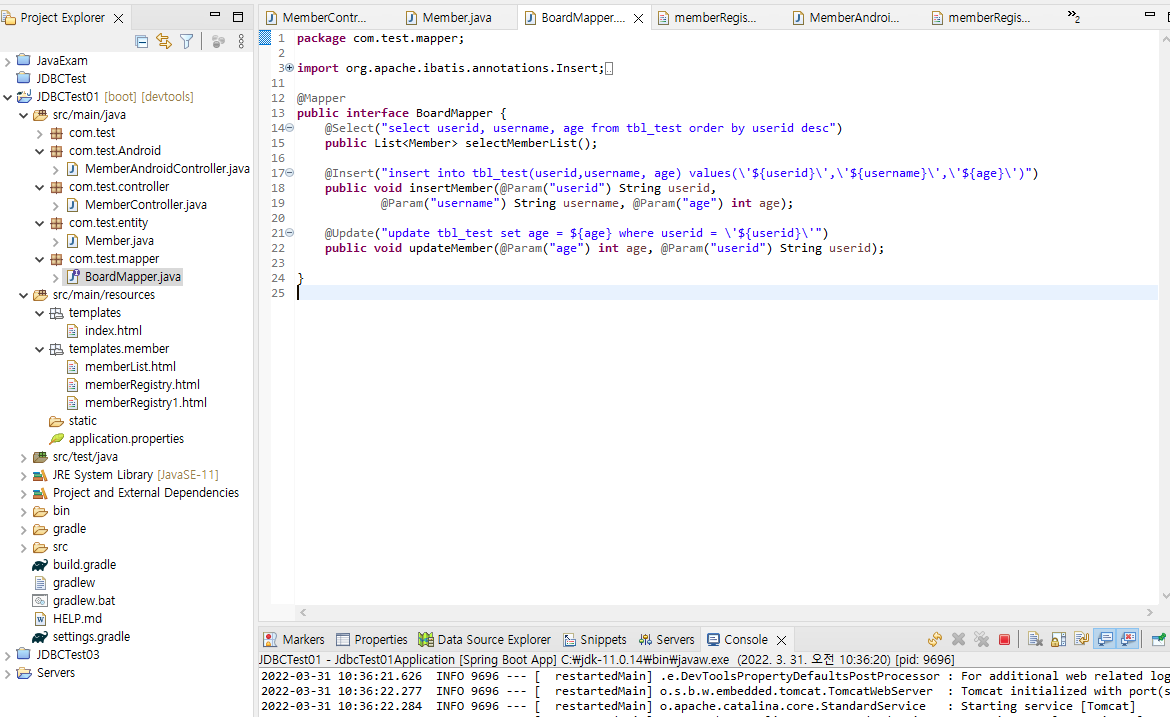 Project Explorer
JavaExam
JDBCTest
JDBCTest01 [boot] [devtools]
src/main/java
com.test
com.test.Android
MemberAndroidController.java
com.test.controller
MemberController.java
com.test.entity
Member.java
com.test.mapper
BoardMapper.java
src/main/resources
templates
index.html
templates.member
memberList.html
memberRegistry.html
memberRegistry1.html
static
application.properties
src/test/java
JRE System Library [JavaSE-11]
Project and External Dependencies
bin
gradle
src
build.gradle
gradlew
gradlew.bat
HELP.md
settings.gradle
JDBCTest03
Servers
MemberContr... Member.java BoardMapper.... memberRegis... MemberAndroi... memberRegis... »2
1 package com.test.mapper;
2
3 import org.apache.ibatis.annotations.Insert;
11
12 @Mapper
13 public interface BoardMapper {
14 @Select("select userid, username, age from tbl_test order by userid desc")
15 public List<Member> selectMemberList();
16
17 @Insert("insert into tbl_test(userid,username, age) values(\'${userid}\',\'${username}\',\'${age}\')")
18 public void insertMember(@Param("userid") String userid,
19 @Param("username") String username, @Param("age") int age);
20
21 @Update("update tbl_test set age = ${age} where userid = \'${userid}\'")
22 public void updateMember(@Param("age") int age, @Param("userid") String userid);
23
24 }
25
Markers Properties Data Source Explorer Snippets Servers Console
JDBCTest01 - JdbcTest01Application [Spring Boot App] C:₩jdk-11.0.14₩bin₩javaw.exe (2022. 3. 31. 오전 10:36:20) [pid: 9696]
2022-03-31 10:36:21.626 INFO 9696 --- [ restartedMain] .e.DevToolsPropertyDefaultsPostProcessor : For additional web related log
2022-03-31 10:36:22.277 INFO 9696 --- [ restartedMain] o.s.b.w.embedded.tomcat.TomcatWebServer : Tomcat initialized with port(s
2022-03-31 10:36:22.284 INFO 9696 --- [ restartedMain] o.apache.catalina.core.StandardService : Starting service [Tomcat]